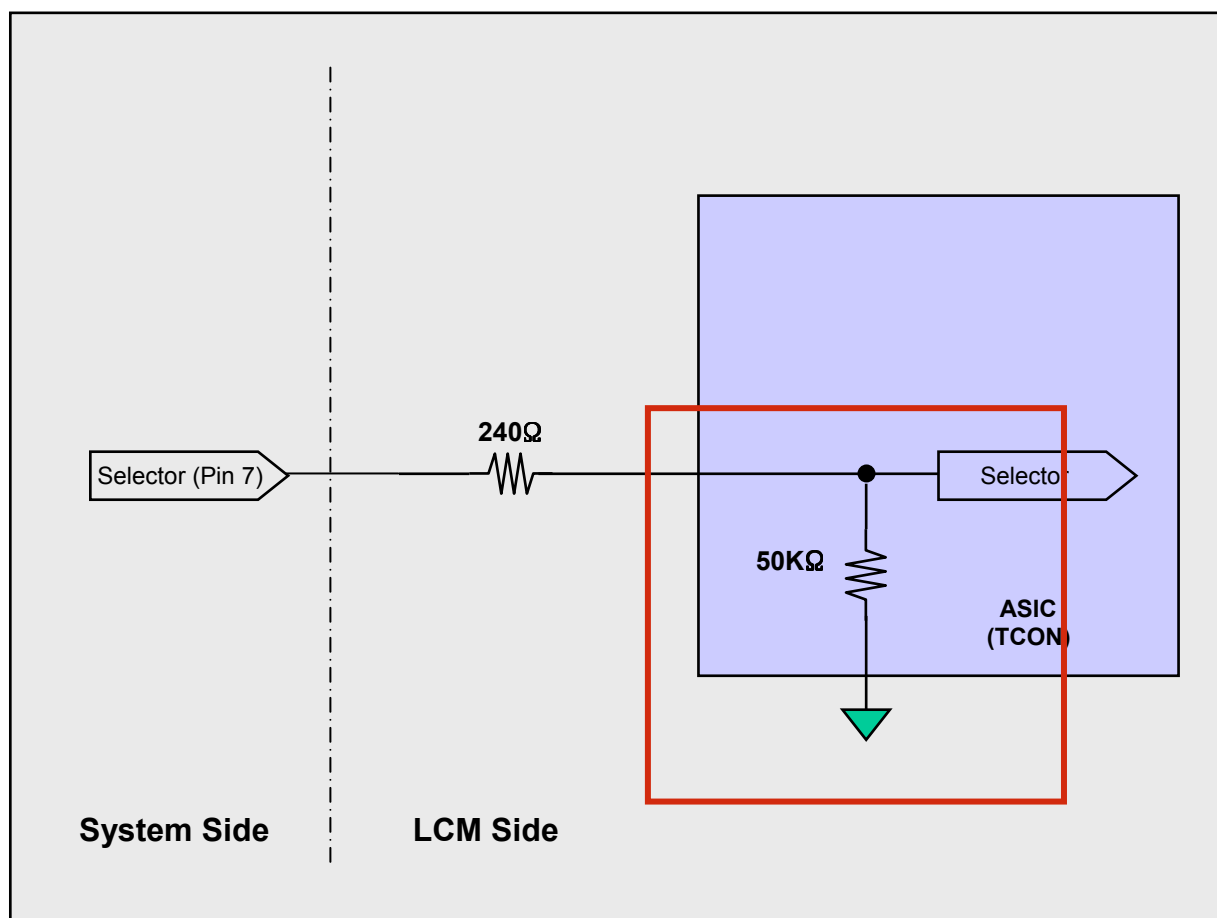 240Ω
Selector (Pin 7)
Selector
50KΩ
ASIC
(TCON)
System Side
LCM Side